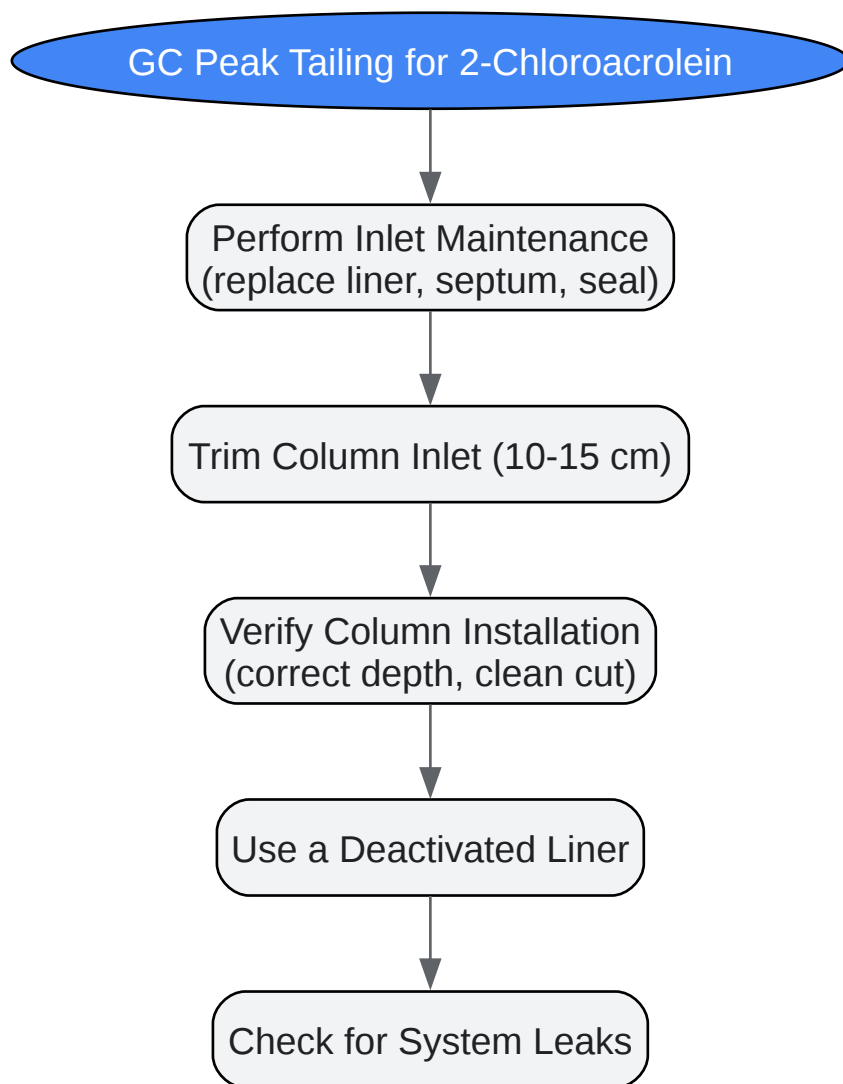 GC Peak Tailing for 2-Chloroacrolein
Perform Inlet Maintenance
(replace liner, septum, seal)
Trim Column Inlet (10-15 cm)
Verify Column Installation
(correct depth, clean cut)
Use a Deactivated Liner
Check for System Leaks